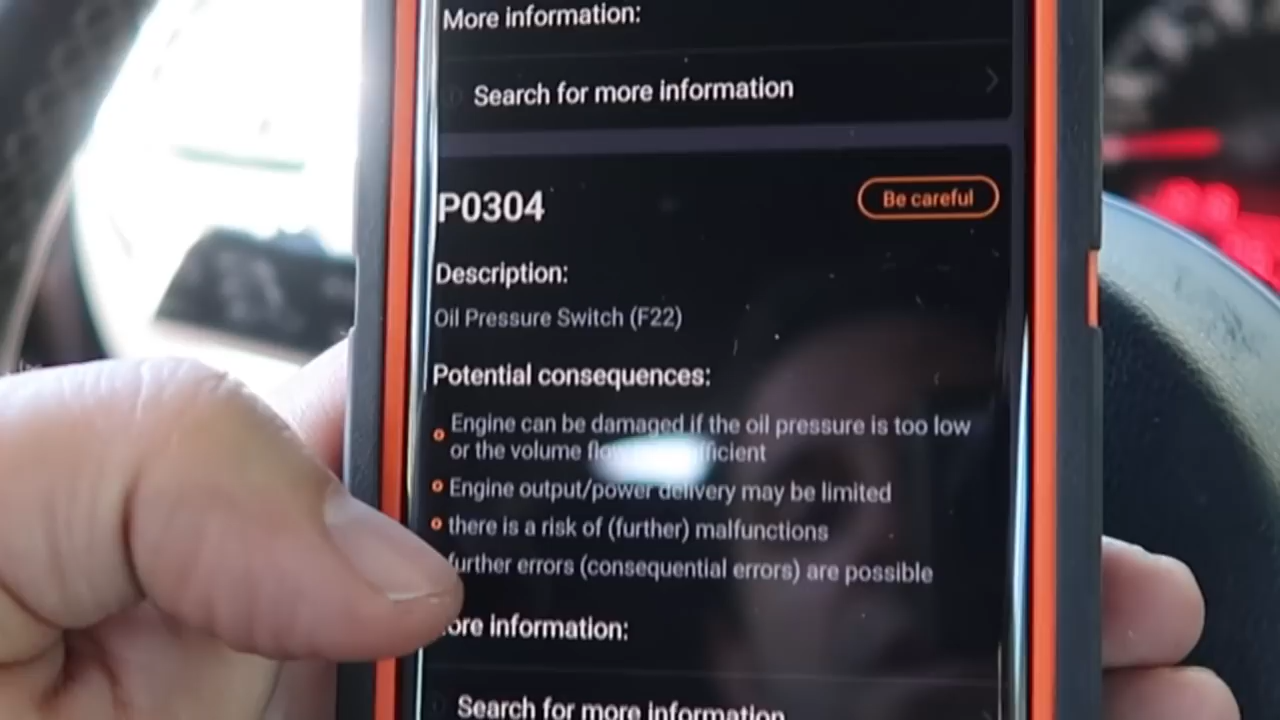 More information:
Search for more information
P0304
Be careful
Description:
Oil Pressure Switch (F22)
Potential consequences:
Engine can be damaged if the oil pressure is too low
or the volume
Engine output/power delivery may be limited
there is a risk of (further) malfunctions
further errors (consequential errors) are possible
ore information:
Search for more information